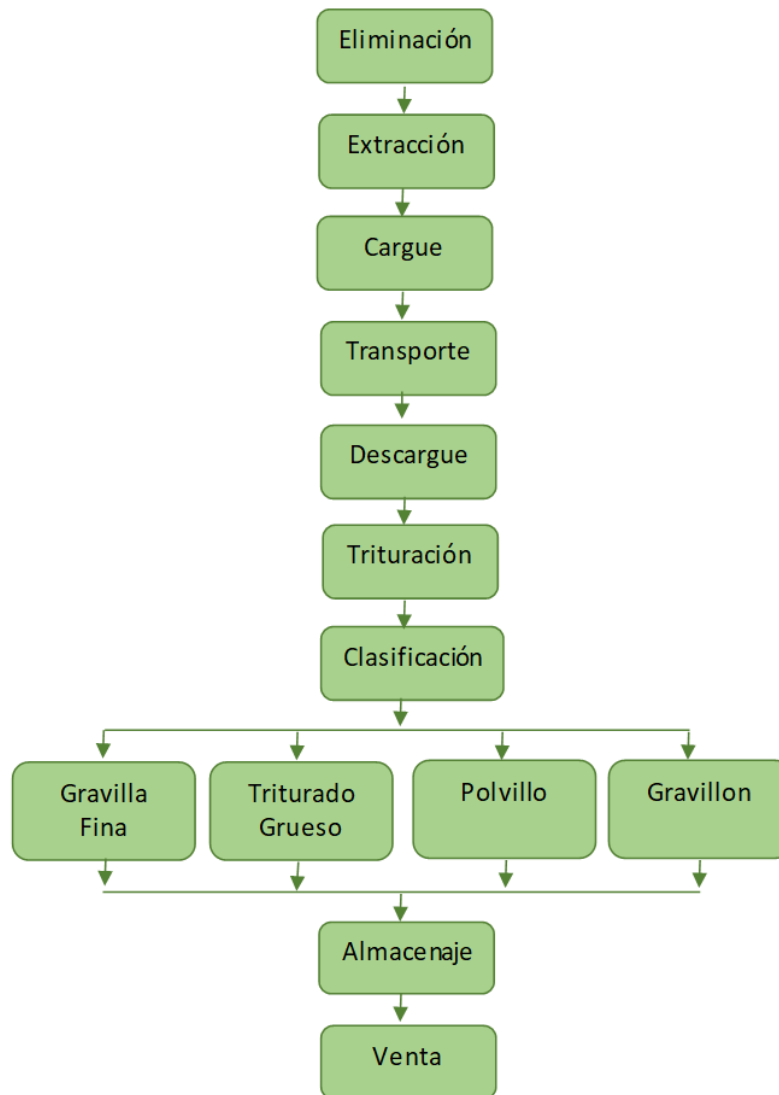 Eliminación
Extracción
Cargue
Transporte
Descargue
Trituración
Clasificación
Gravilla
Fina
Triturado
Grueso
Polvillo
Gravillon
Almacenaje
Venta